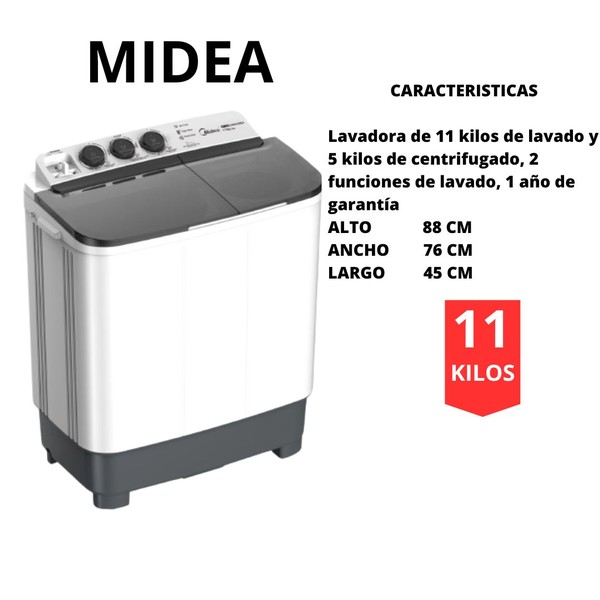 MIDEA
CARACTERISTICAS
Lavadora de 11 kilos de lavado y
5 kilos de centrifugado, 2
funciones de lavado, 1 año de
garantía
ALTO 88 CM
ANCHO 76 CM
LARGO 45 CM
11
KILOS
Midea